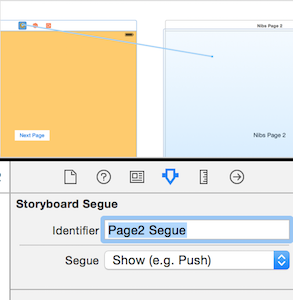 Nibs Page 2
Next Page
Nibs Page 2
Storyboard Segue
Identifier Page2 Segue
Segue Show (e.g. Push)